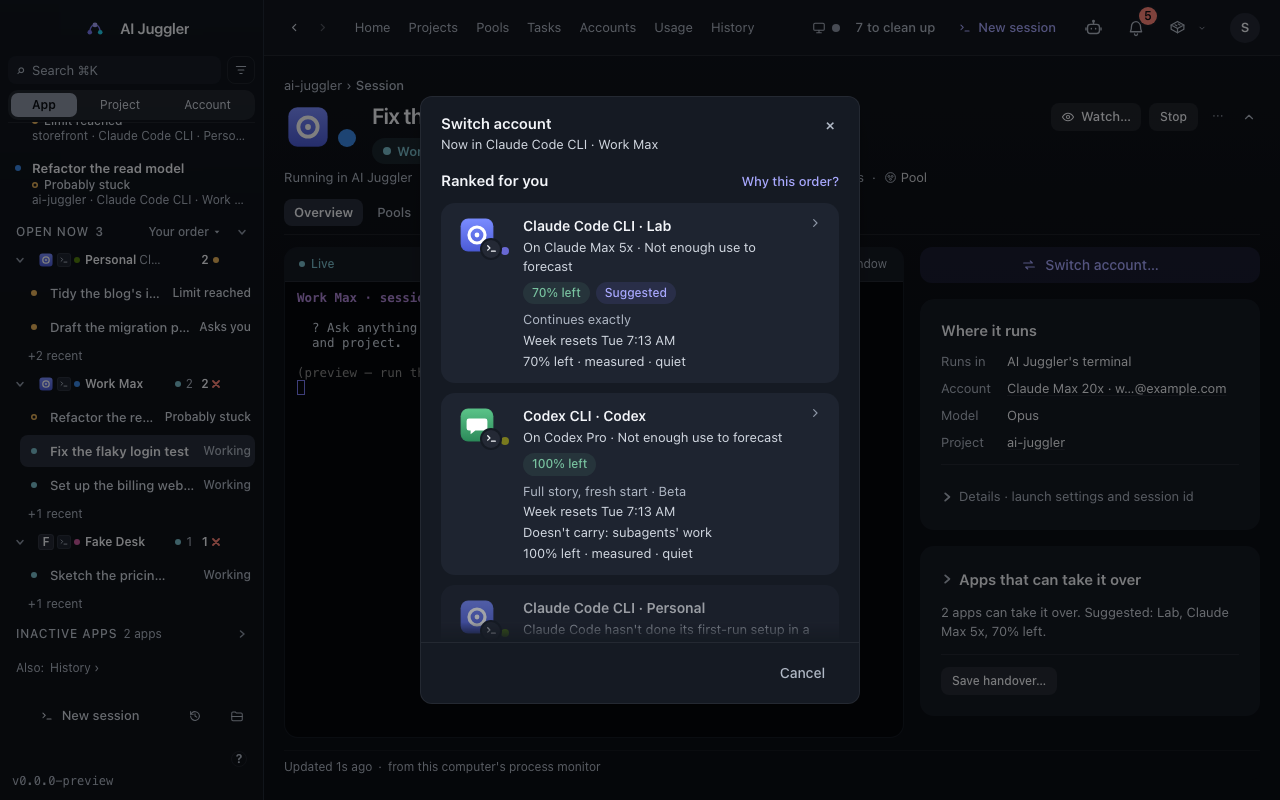 AI Juggler
Search ⌘K
App
Project
Account
Limit reached
storefront · Claude Code CLI · Perso...
Refactor the read model
Probably stuck
ai-juggler · Claude Code CLI · Work ...
OPEN NOW 3
Your order
Personal Cl...
2
Tidy the blog's i...
Limit reached
Draft the migration p...
Asks you
+2 recent
Work Max
2
2
Refactor the re...
Probably stuck
Fix the flaky login test
Working
Set up the billing web...
Working
+1 recent
F
Fake Desk
1
1
Sketch the pricin...
Working
+1 recent
INACTIVE APPS 2 apps
Also: History ›
New session
?
v0.0.0-preview
Home
Projects
Pools
Tasks
Accounts
Usage
History
7 to clean up
New session
5
S
ai-juggler › Session
Fix th
Watch...
Stop
Wor
Running in AI Juggler
s · Pool
Overview
Pools
Live
ndow
Work Max · sessi
? Ask anything
and project.
(preview — run th
Switch account
Now in Claude Code CLI · Work Max
Ranked for you
Why this order?
Claude Code CLI · Lab
On Claude Max 5x · Not enough use to
forecast
70% left
Suggested
Continues exactly
Week resets Tue 7:13 AM
70% left · measured · quiet
Codex CLI · Codex
On Codex Pro · Not enough use to forecast
100% left
Full story, fresh start · Beta
Week resets Tue 7:13 AM
Doesn't carry: subagents' work
100% left · measured · quiet
Claude Code CLI · Personal
Claude Code hasn't done its first-run setup in a
Cancel
Switch account...
Where it runs
Runs in
AI Juggler's terminal
Account
Claude Max 20x · w...@example.com
Model
Opus
Project
ai-juggler
Details · launch settings and session id
Apps that can take it over
2 apps can take it over. Suggested: Lab, Claude
Max 5x, 70% left.
Save handover...
Updated 1s ago · from this computer's process monitor